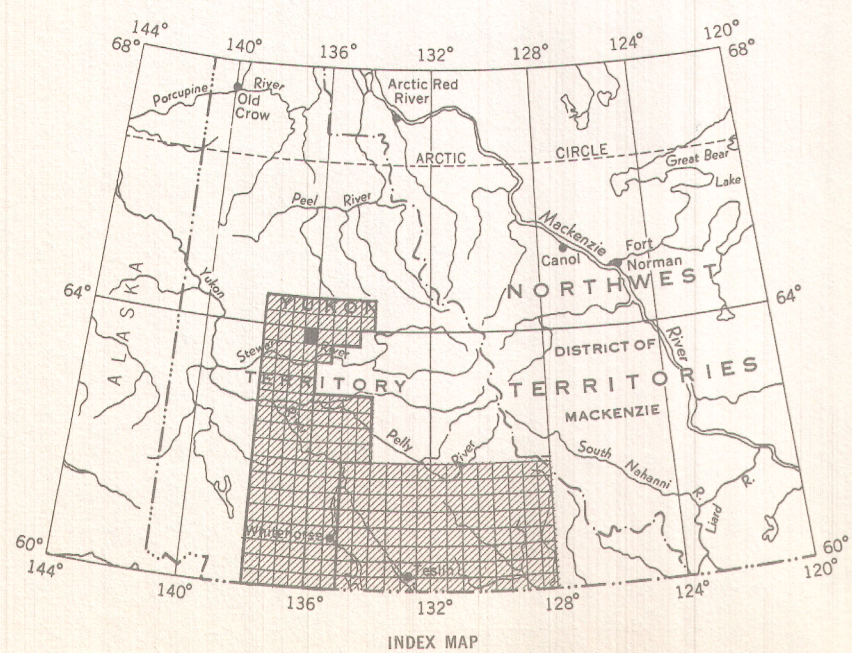 144° 140° 136° 132° 128° 124° 120°
68° 68°
Porcupine River
Old
Crow
Arctic Red
River
ARCTIC CIRCLE
Great Bear
Lake
Peel River
Mackenzie
Canol
Fort
Norman
Yukon
ALASKA
64° 64°
NORTHWEST
YUKON
Stewart River
River
DISTRICT OF
TERRITORY
TERRITORIES
MACKENZIE
Pelly
River
South
Nahanni
R.
Liard
R.
Whitehorse
Teslin
60° 60°
144° 140° 136° 132° 128° 124° 120°
INDEX MAP